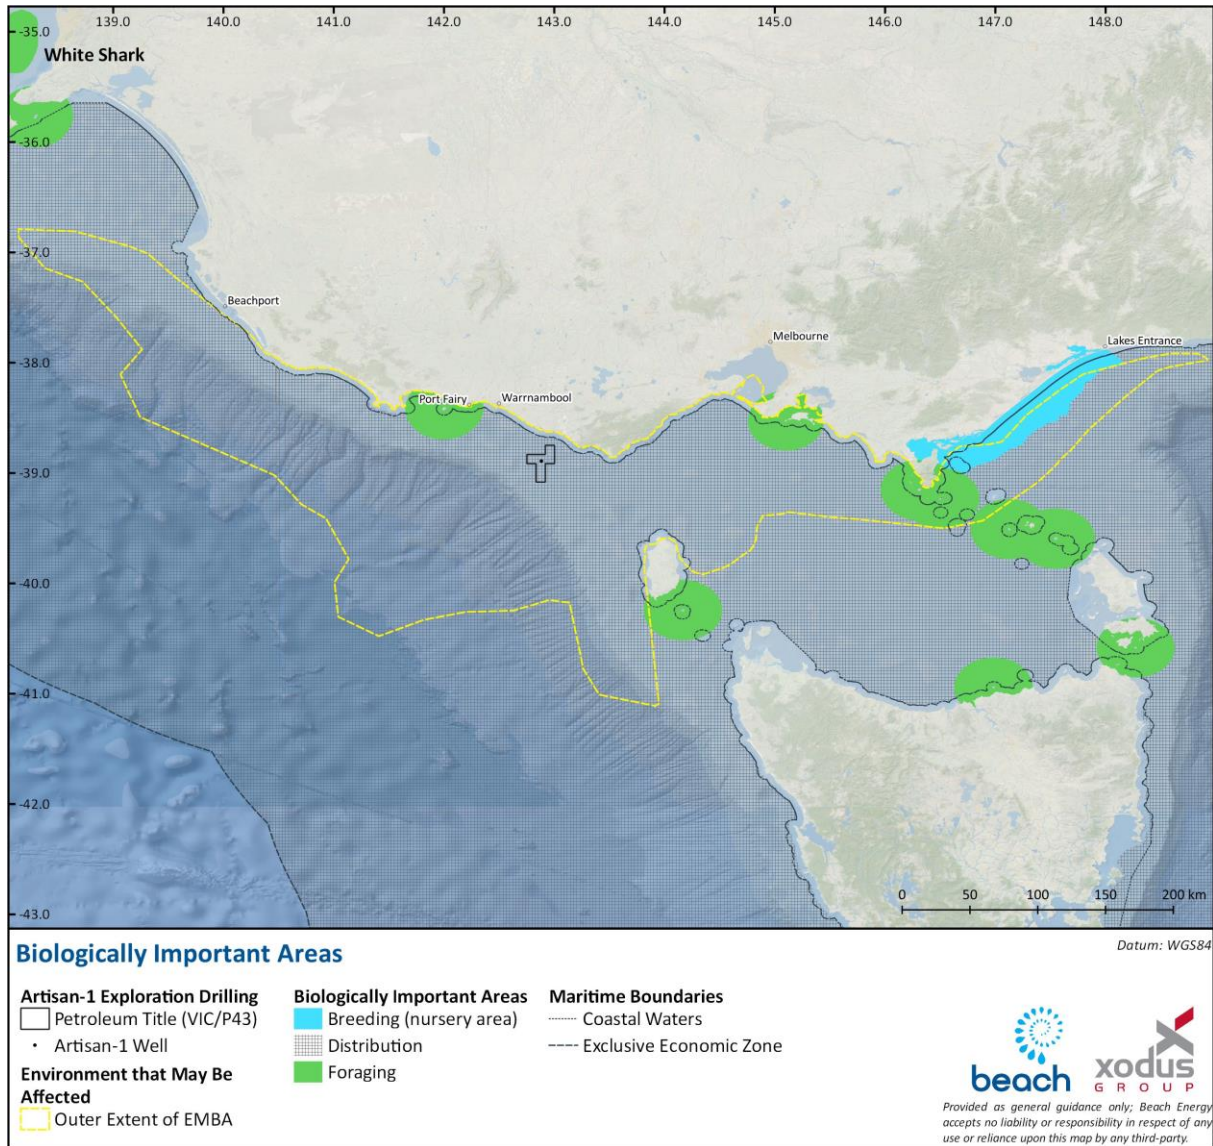 139.0 140.0 141.0 142.0 143.0 144.0 145.0 146.0 147.0 148.0
-35.0
White Shark
-36.0
-37.0
Beachport
Melbourne
Lakes Entrance
-38.0
Port Fairy
Warrnambool
-39.0
-40.0
-41.0
-42.0
0 50 100 150 200 km
-43.0
Biologically Important Areas
Datum: WGS84
Artisan-1 Exploration Drilling
Petroleum Title (VIC/P43)
Artisan-1 Well
Environment that May Be
Affected
Outer Extent of EMBA
Biologically Important Areas
Breeding (nursery area)
Distribution
Foraging
Maritime Boundaries
Coastal Waters
Exclusive Economic Zone
beach
xodus
GROUP
Provided as general guidance only; Beach Energy
accepts no liability or responsibility in respect of any
use or reliance upon this map by any third-party.